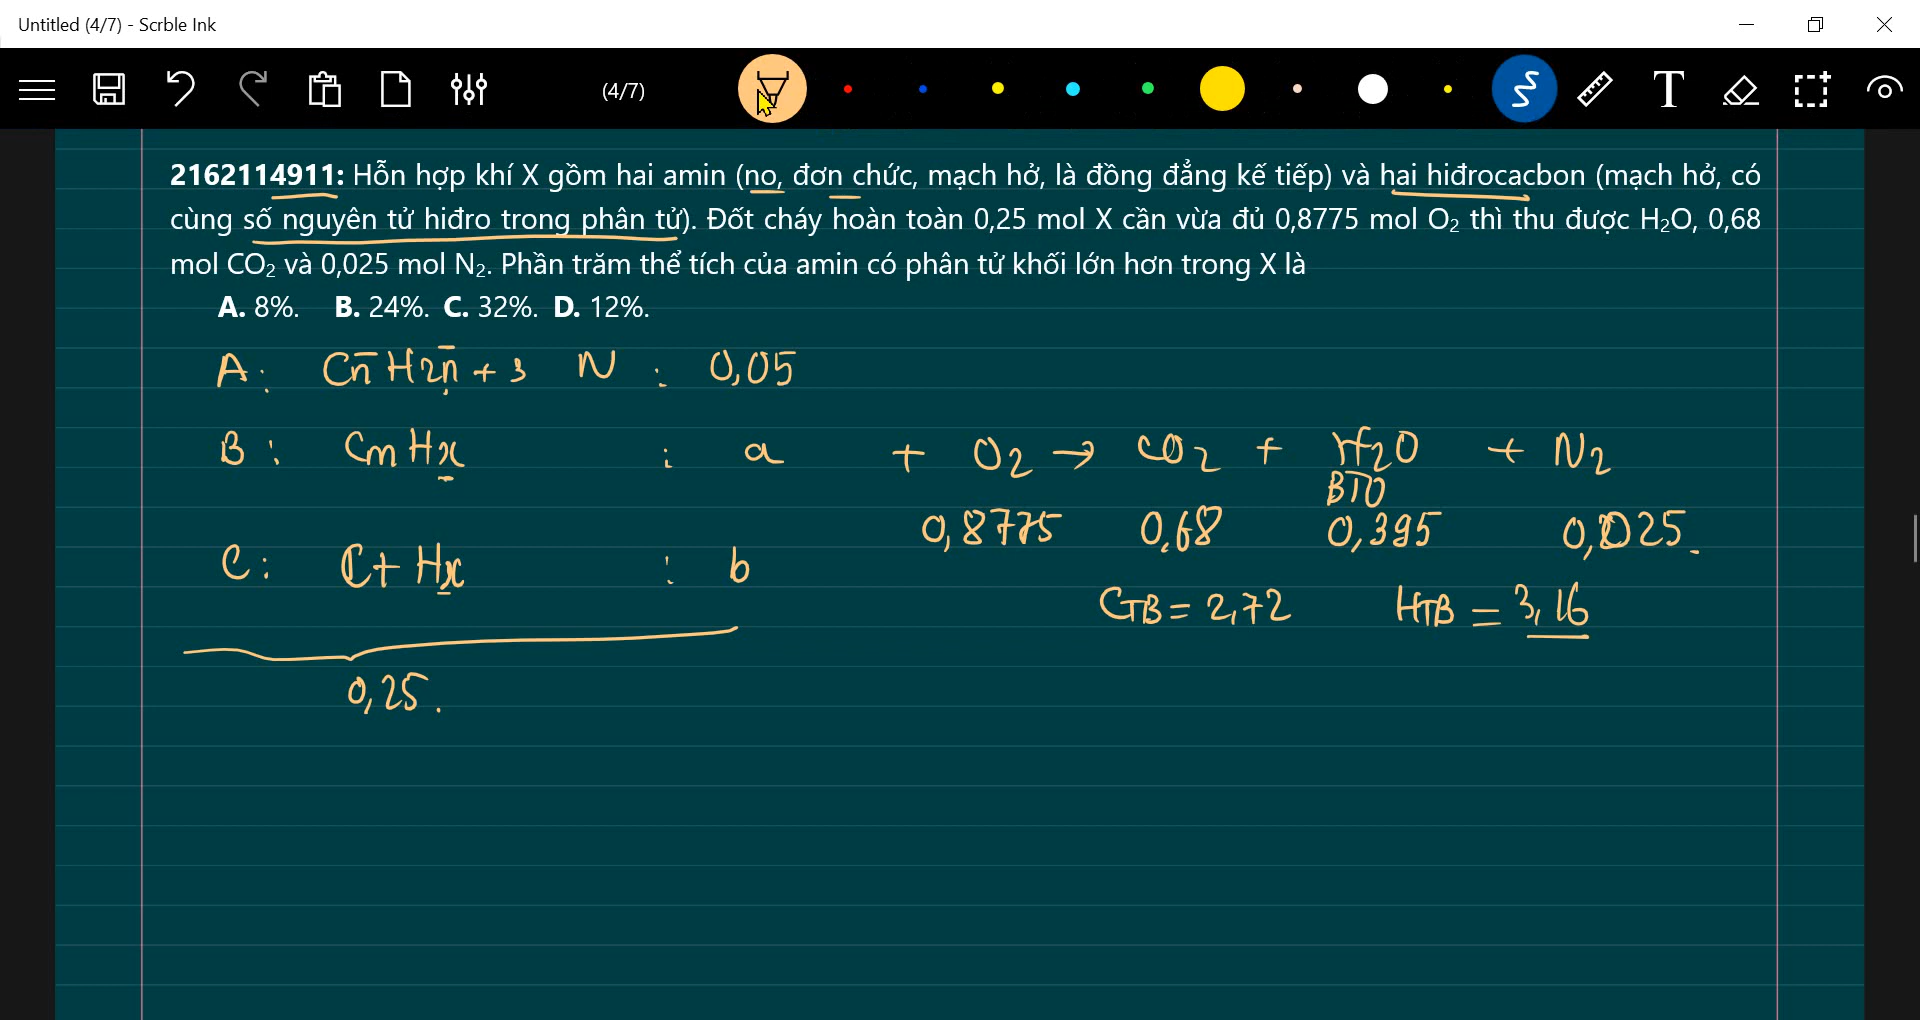 Untitled (4/7) - Scrble Ink
(4/7)
T
2162114911: Hỗn hợp khí X gồm hai amin (no, đơn chức, mạch hở, là đồng đẳng kế tiếp) và hai hiđrocacbon (mạch hở, có
cùng số nguyên tử hiđro trong phân tử). Đốt cháy hoàn toàn 0,25 mol X cần vừa đủ 0,8775 mol O₂ thì thu được H₂O, 0,68
mol CO₂ và 0,025 mol N₂. Phần trăm thể tích của amin có phân tử khối lớn hơn trong X là
A. 8%. B. 24%. C. 32%. D. 12%.
A: Cn̄ H2n̄ + 3 N : 0,05
B: Cm Hx : a + O2 → CO2 + H2O + N2
BTO
0,8775 0,68 0,395 0,025.
C: Ct Hx : b
CTB = 2,72 HTB = 3,16
0,25.